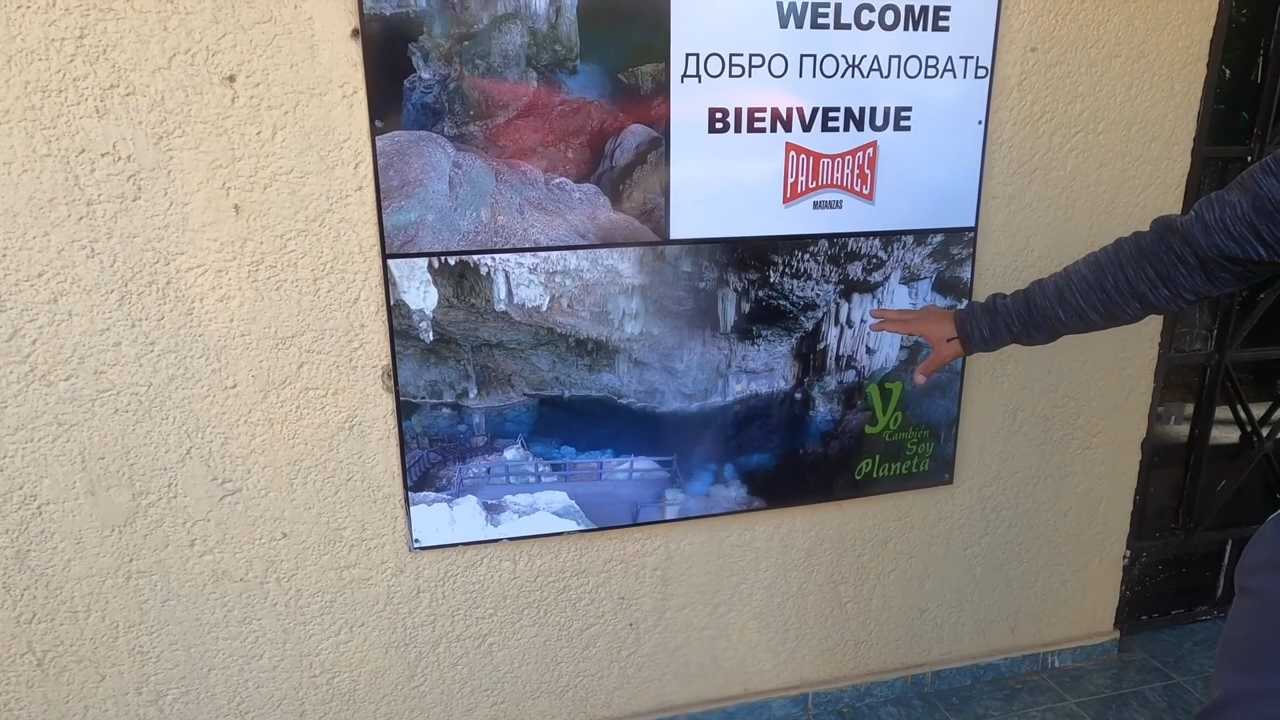 WELCOME
ДОБРО ПОЖАЛОВАТЬ
BIENVENUE
PALMARES
MATANZAS
Yo
También
Soy
Planeta